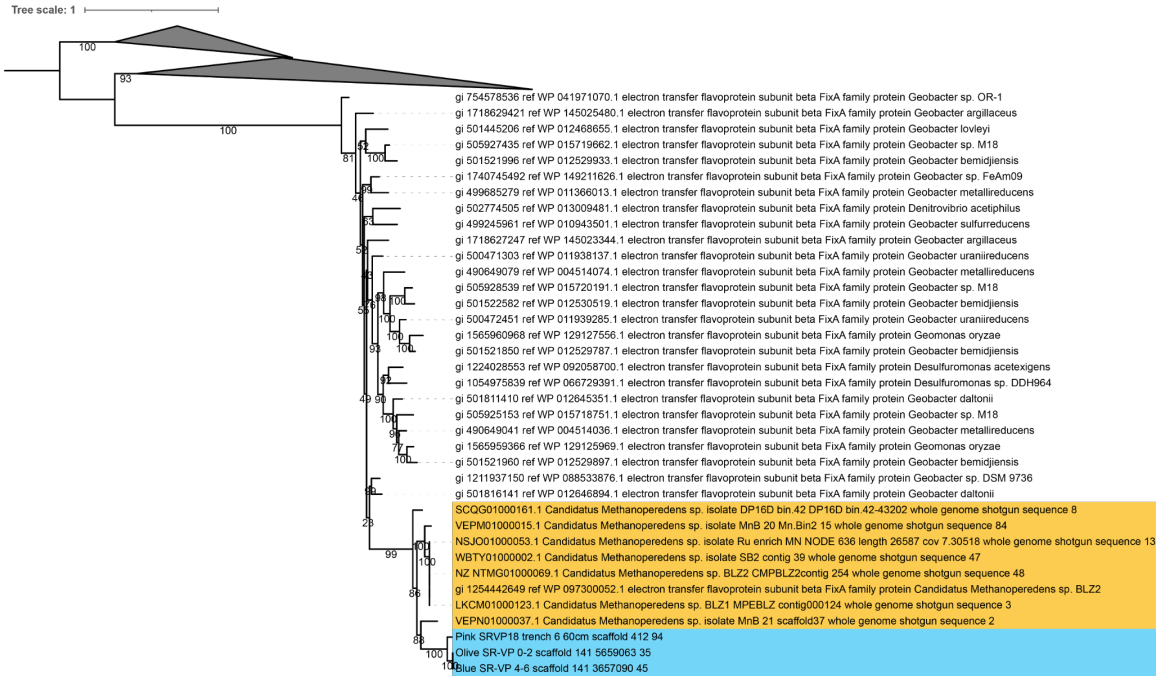 Tree scale: 1
100
93
gi 754578536 ref WP 041971070.1 electron transfer flavoprotein subunit beta FixA family protein Geobacter sp. OR-1
gi 1718629421 ref WP 145025480.1 electron transfer flavoprotein subunit beta FixA family protein Geobacter argillaceus
100
gi 501445206 ref WP 012468655.1 electron transfer flavoprotein subunit beta FixA family protein Geobacter lovleyi
52
gi 505927435 ref WP 015719662.1 electron transfer flavoprotein subunit beta FixA family protein Geobacter sp. M18
81
100
gi 501521996 ref WP 012529933.1 electron transfer flavoprotein subunit beta FixA family protein Geobacter bemidjiensis
gi 1740745492 ref WP 149211626.1 electron transfer flavoprotein subunit beta FixA family protein Geobacter sp. FeAm09
99
gi 499685279 ref WP 011366013.1 electron transfer flavoprotein subunit beta FixA family protein Geobacter metallireducens
46
gi 502774505 ref WP 013009481.1 electron transfer flavoprotein subunit beta FixA family protein Denitrovibrio acetiphilus
53
gi 499245961 ref WP 010943501.1 electron transfer flavoprotein subunit beta FixA family protein Geobacter sulfurreducens
gi 1718627247 ref WP 145023344.1 electron transfer flavoprotein subunit beta FixA family protein Geobacter argillaceus
52
gi 500471303 ref WP 011938137.1 electron transfer flavoprotein subunit beta FixA family protein Geobacter uraniireducens
gi 490649079 ref WP 004514074.1 electron transfer flavoprotein subunit beta FixA family protein Geobacter metallireducens
gi 505928539 ref WP 015720191.1 electron transfer flavoprotein subunit beta FixA family protein Geobacter sp. M18
98
100
gi 501522582 ref WP 012530519.1 electron transfer flavoprotein subunit beta FixA family protein Geobacter bemidjiensis
76
55
100
gi 500472451 ref WP 011939285.1 electron transfer flavoprotein subunit beta FixA family protein Geobacter uraniireducens
100
gi 1565960968 ref WP 129127556.1 electron transfer flavoprotein subunit beta FixA family protein Geomonas oryzae
93
100
gi 501521850 ref WP 012529787.1 electron transfer flavoprotein subunit beta FixA family protein Geobacter bemidjiensis
gi 1224028553 ref WP 092058700.1 electron transfer flavoprotein subunit beta FixA family protein Desulfuromonas acetexigens
92
gi 1054975839 ref WP 066729391.1 electron transfer flavoprotein subunit beta FixA family protein Desulfuromonas sp. DDH964
49
90
gi 501811410 ref WP 012645351.1 electron transfer flavoprotein subunit beta FixA family protein Geobacter daltonii
gi 505925153 ref WP 015718751.1 electron transfer flavoprotein subunit beta FixA family protein Geobacter sp. M18
100
gi 490649041 ref WP 004514036.1 electron transfer flavoprotein subunit beta FixA family protein Geobacter metallireducens
gi 1565959366 ref WP 129125969.1 electron transfer flavoprotein subunit beta FixA family protein Geomonas oryzae
77
100
gi 501521960 ref WP 012529897.1 electron transfer flavoprotein subunit beta FixA family protein Geobacter bemidjiensis
gi 1211937150 ref WP 088533876.1 electron transfer flavoprotein subunit beta FixA family protein Geobacter sp. DSM 9736
99
gi 501816141 ref WP 012646894.1 electron transfer flavoprotein subunit beta FixA family protein Geobacter daltonii
SCQG01000161.1 Candidatus Methanoperedens sp. isolate DP16D bin.42 DP16D bin.42-43202 whole genome shotgun sequence 8
23
VEPM01000015.1 Candidatus Methanoperedens sp. isolate MnB 20 Mn.Bin2 15 whole genome shotgun sequence 84
NSJO01000053.1 Candidatus Methanoperedens sp. isolate Ru enrich MN NODE 636 length 26587 cov 7.30518 whole genome shotgun sequence 13
100
99
WBTY01000002.1 Candidatus Methanoperedens sp. isolate SB2 contig 39 whole genome shotgun sequence 47
100
NZ NTMG01000069.1 Candidatus Methanoperedens sp. BLZ2 CMPBLZ2contig 254 whole genome shotgun sequence 48
gi 1254442649 ref WP 097300052.1 electron transfer flavoprotein subunit beta FixA family protein Candidatus Methanoperedens sp. BLZ2
86
LKCM01000123.1 Candidatus Methanoperedens sp. BLZ1 MPEBLZ contig000124 whole genome shotgun sequence 3
VEPN01000037.1 Candidatus Methanoperedens sp. isolate MnB 21 scaffold37 whole genome shotgun sequence 2
88
Pink SRVP18 trench 6 60cm scaffold 412 94
100
Olive SR-VP 0-2 scaffold 141 5659063 35
100
Blue SR-VP 4-6 scaffold 141 3657090 45